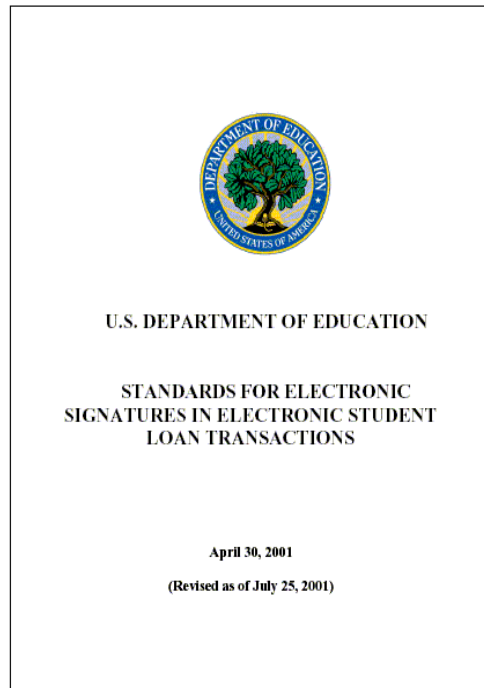 DEPARTMENT OF EDUCATION
UNITED STATES OF AMERICA
U.S. DEPARTMENT OF EDUCATION
STANDARDS FOR ELECTRONIC
SIGNATURES IN ELECTRONIC STUDENT
LOAN TRANSACTIONS
April 30, 2001
(Revised as of July 25, 2001)